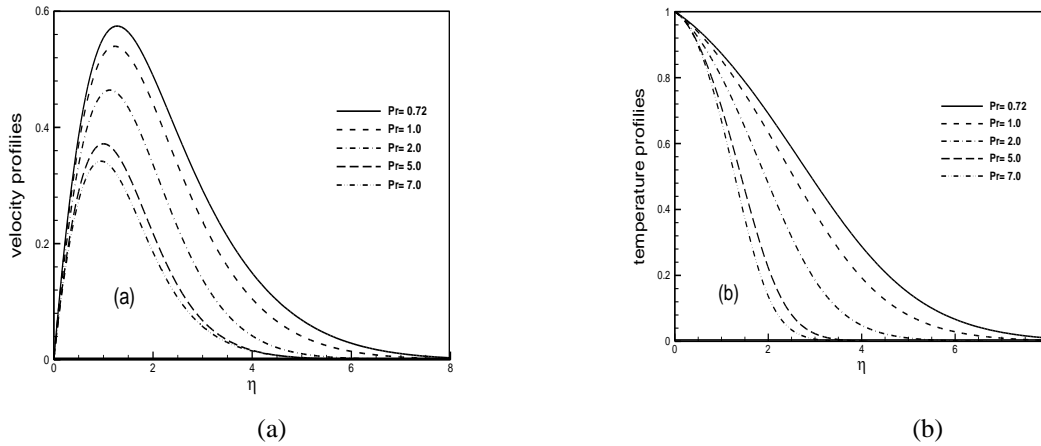 0.6
0.4
0.2
0
0 2 4 6 8
velocity profilies
η
Pr= 0.72
Pr= 1.0
Pr= 2.0
Pr= 5.0
Pr= 7.0
(a)
(a)
1
0.8
0.6
0.4
0.2
0
0 2 4 6
temperature profilies
η
Pr= 0.72
Pr= 1.0
Pr= 2.0
Pr= 5.0
Pr= 7.0
(b)
(b)